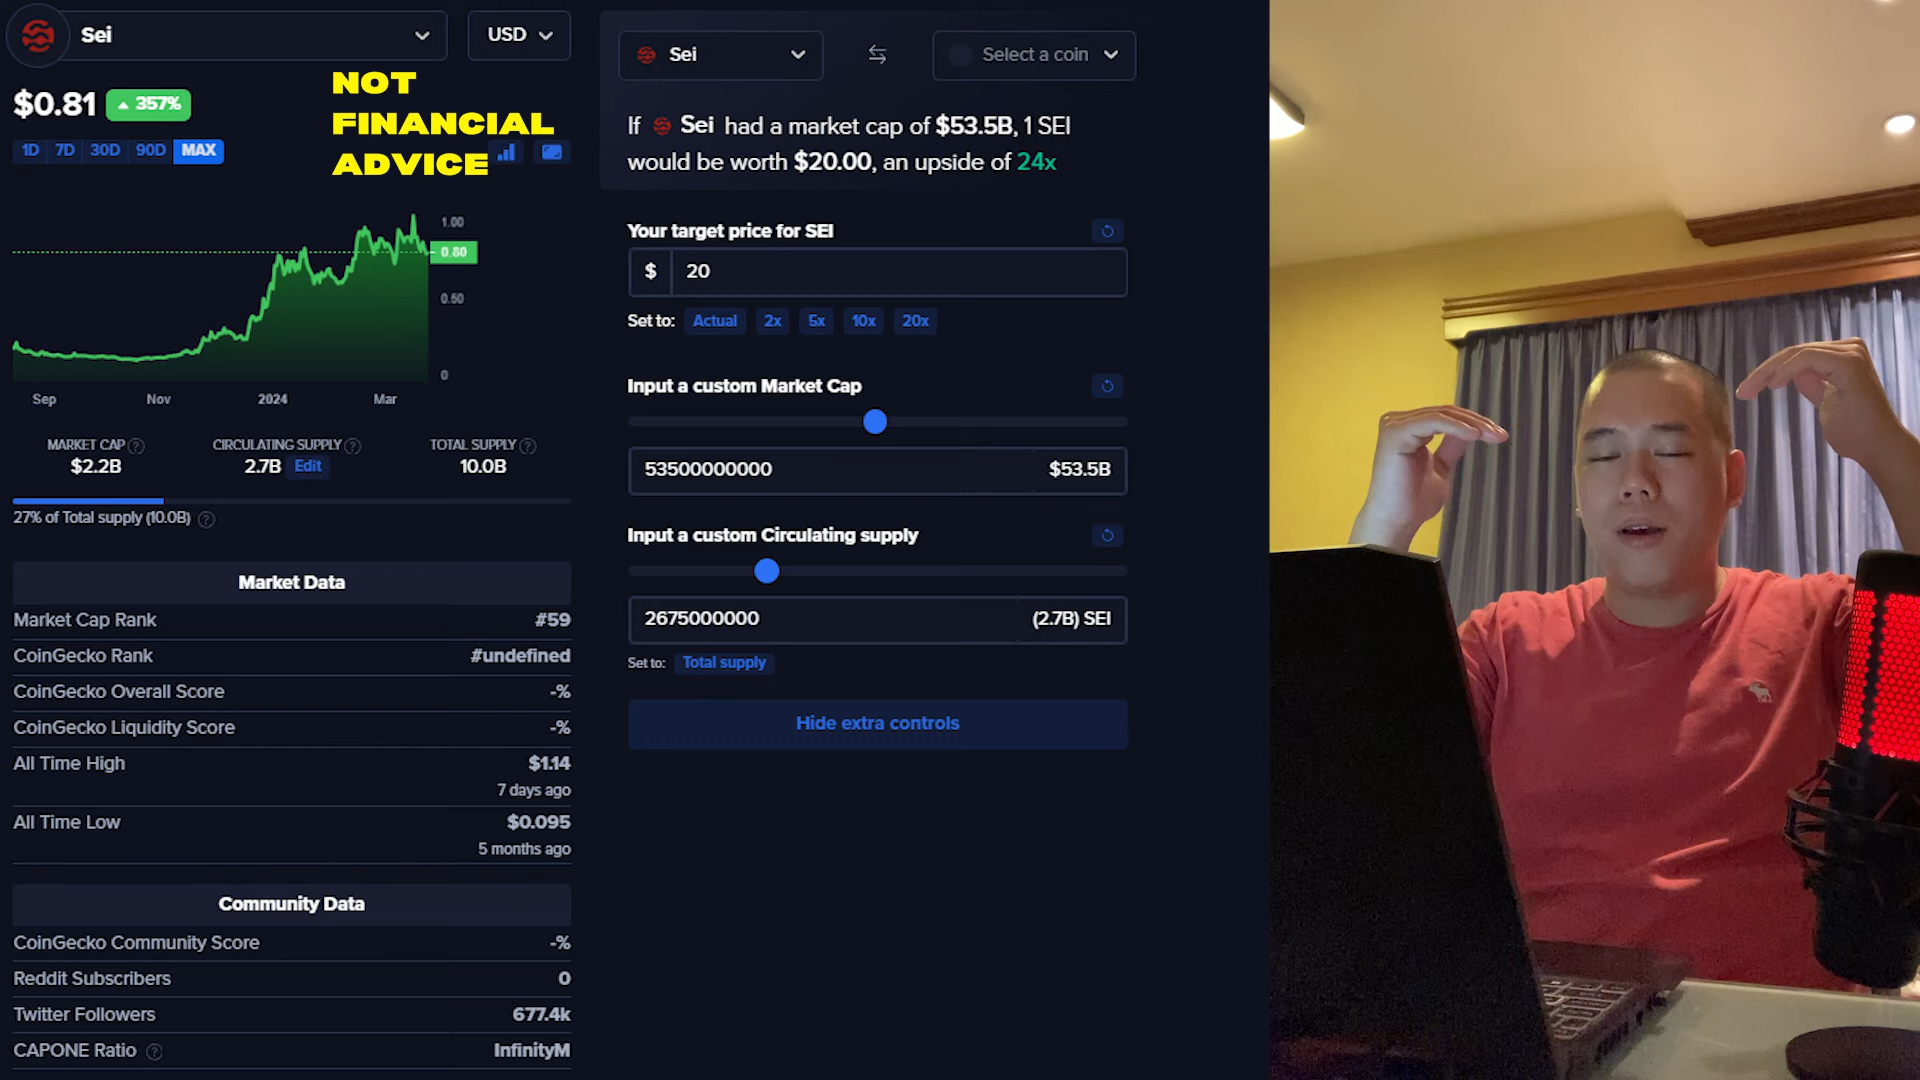 Sei
USD
$0.81
357%
NOT
FINANCIAL
ADVICE
1D 7D 30D 90D MAX
1.00
0.80
0.50
0
Sep Nov 2024 Mar
MARKET CAP ? CIRCULATING SUPPLY ? TOTAL SUPPLY ?
$2.2B 2.7B Edit 10.0B
27% of Total supply (10.0B) ?
Market Data
Market Cap Rank #59
CoinGecko Rank #undefined
CoinGecko Overall Score -%
CoinGecko Liquidity Score -%
All Time High $1.14
7 days ago
All Time Low $0.095
5 months ago
Community Data
CoinGecko Community Score -%
Reddit Subscribers 0
Twitter Followers 677.4k
CAPONE Ratio ? InfinityM
Sei
Select a coin
If Sei had a market cap of $53.5B, 1 SEI
would be worth $20.00, an upside of 24x
Your target price for SEI
$ 20
Set to: Actual 2x 5x 10x 20x
Input a custom Market Cap
53500000000 $53.5B
Input a custom Circulating supply
2675000000 (2.7B) SEI
Set to: Total supply
Hide extra controls